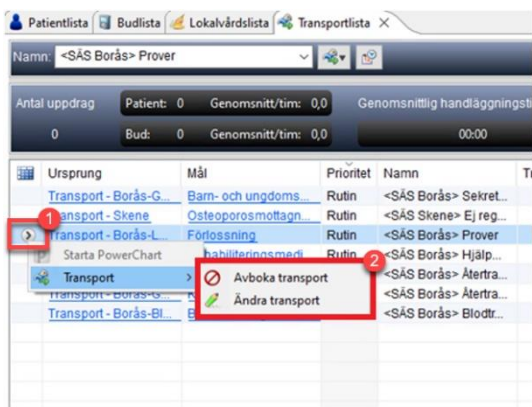 Patientlista Budlista Lokalvårdslista Transportlista
Namn: <SÄS Borås> Prover
Antal uppdrag Patient: 0 Genomsnitt/tim: 0,0 Genomsnittlig handläggningsti
0 Bud: 0 Genomsnitt/tim: 0,0 00:00
Ursprung Mål Prioritet Namn
Transport - Borås-G... Barn- och ungdoms... Rutin <SÄS Borås> Sekret...
1
Transport - Skene Osteoporosmottagn... Rutin <SÄS Skene> Ej reg...
Transport - Borås-L... Förlossning Rutin <SÄS Borås> Prover
2
Starta PowerChart habiliteringsmedi... Rutin <SÄS Borås> Hjälp...
Transport Avboka transport <SÄS Borås> Återtra...
Transport - Borås-G... Ändra transport <SÄS Borås> Återtra...
Transport - Borås-Bl... <SÄS Borås> Blodtr...